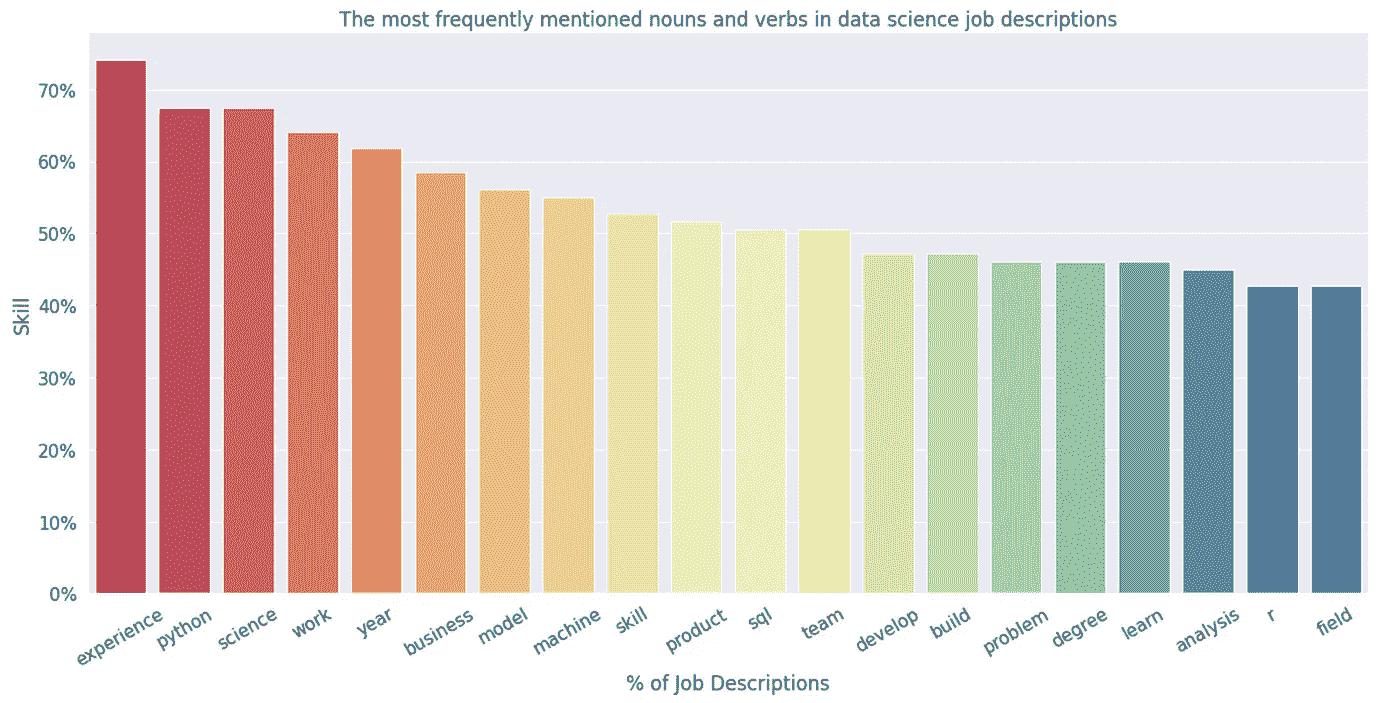 The most frequently mentioned nouns and verbs in data science job descriptions
70%
60%
50%
40%
30%
20%
10%
0%
Skill
experience
python
science
work
year
business
model
machine
skill
product
sql
team
develop
build
problem
degree
learn
analysis
r
field
% of Job Descriptions